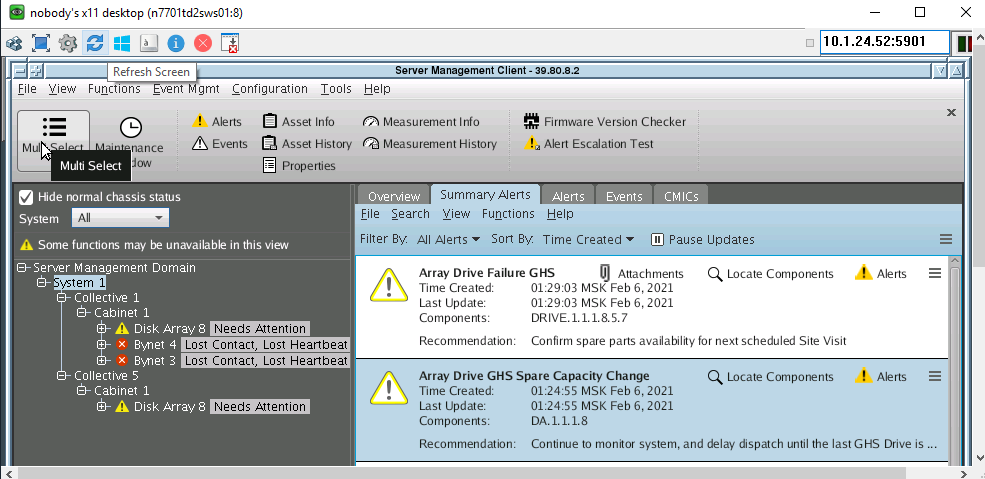 nobody's x11 desktop (n7701td2sws01:8)
10.1.24.52:5901
Refresh Screen
Server Management Client - 39.80.8.2
File View Functions Event Mgmt Configuration Tools Help
Alerts Asset Info Measurement Info Firmware Version Checker
Events Asset History Measurement History Alert Escalation Test
Multi Select Maintenance
Properties
Multi Select
Hide normal chassis status
System All
Some functions may be unavailable in this view
Server Management Domain
System 1
Collective 1
Cabinet 1
Disk Array 8 Needs Attention
Bynet 4 Lost Contact, Lost Heartbeat
Bynet 3 Lost Contact, Lost Heartbeat
Collective 5
Cabinet 1
Disk Array 8 Needs Attention
Overview Summary Alerts Alerts Events CMICs
File Search View Functions Help
Filter By: All Alerts Sort By: Time Created Pause Updates
Array Drive Failure GHS Attachments Locate Components Alerts
Time Created: 01:29:03 MSK Feb 6, 2021
Last Update: 01:29:03 MSK Feb 6, 2021
Components: DRIVE.1.1.1.8.5.7
Recommendation: Confirm spare parts availability for next scheduled Site Visit
Array Drive GHS Spare Capacity Change Locate Components Alerts
Time Created: 01:24:55 MSK Feb 6, 2021
Last Update: 01:24:55 MSK Feb 6, 2021
Components: DA.1.1.1.8
Recommendation: Continue to monitor system, and delay dispatch until the last GHS Drive is ...